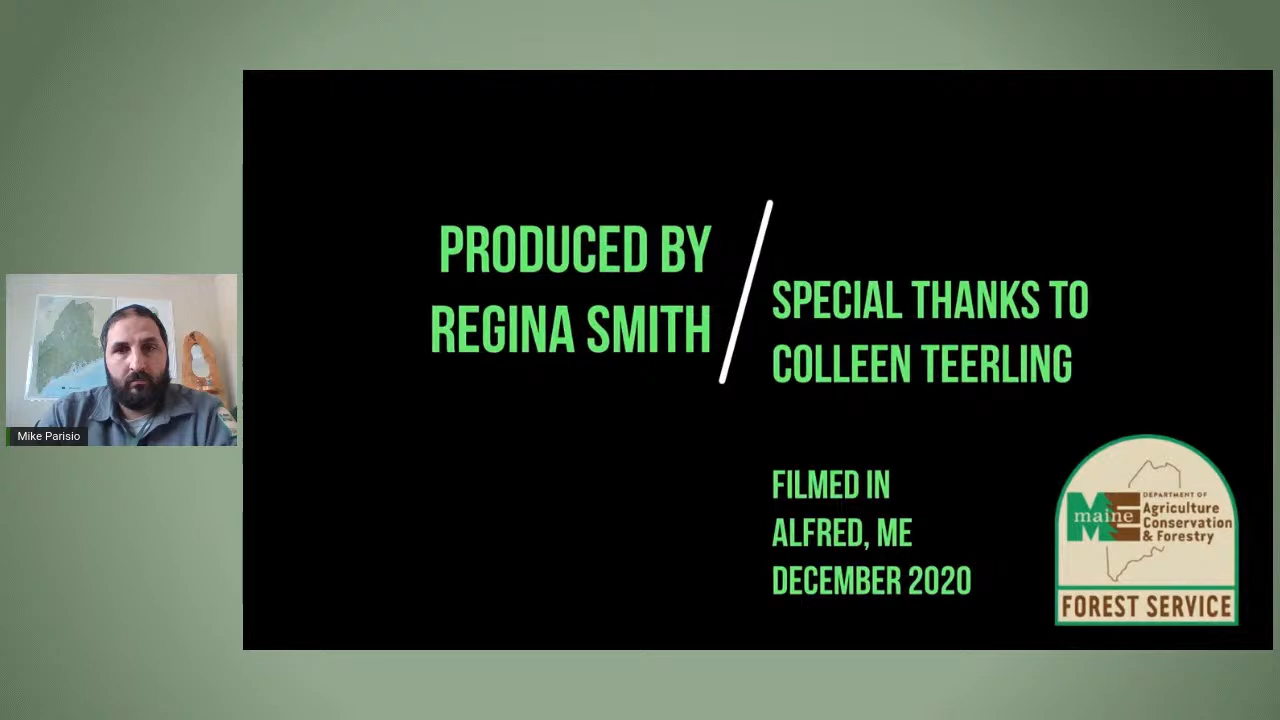 PRODUCED BY
REGINA SMITH
SPECIAL THANKS TO
COLLEEN TEERLING
FILMED IN
ALFRED, ME
DECEMBER 2020
maine
DEPARTMENT OF
Agriculture
Conservation
& Forestry
FOREST SERVICE
Mike Parisio